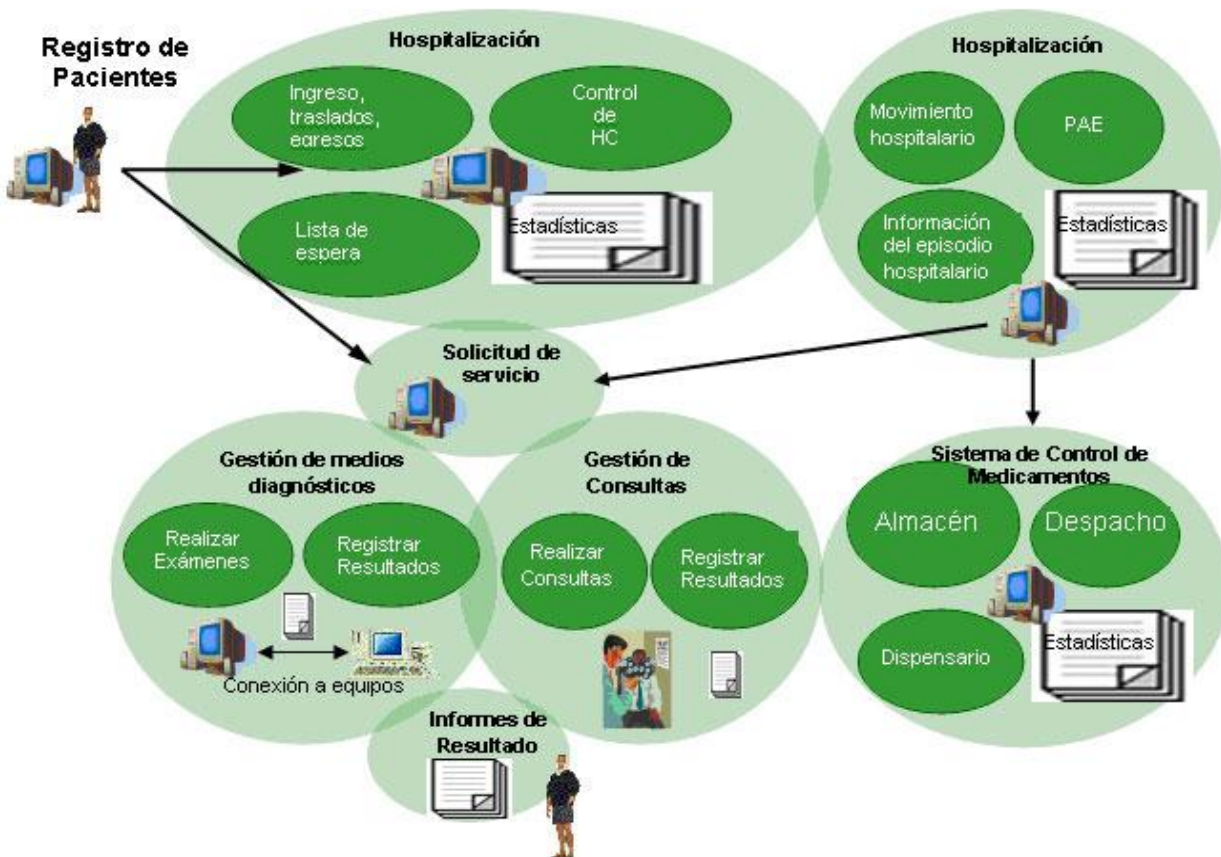 Registro de
Pacientes
Hospitalización
Ingreso,
traslados,
egresos
Control
de
HC
Lista de
espera
Estadísticas
Hospitalización
Movimiento
hospitalario
PAE
Información
del episodio
hospitalario
Estadísticas
Solicitud de
servicio
Gestión de medios
diagnósticos
Realizar
Exámenes
Registrar
Resultados
Conexión a equipos
Gestión de
Consultas
Realizar
Consultas
Registrar
Resultados
Sistema de Control de
Medicamentos
Almacén
Despacho
Dispensario
Estadísticas
Informes de
Resultado